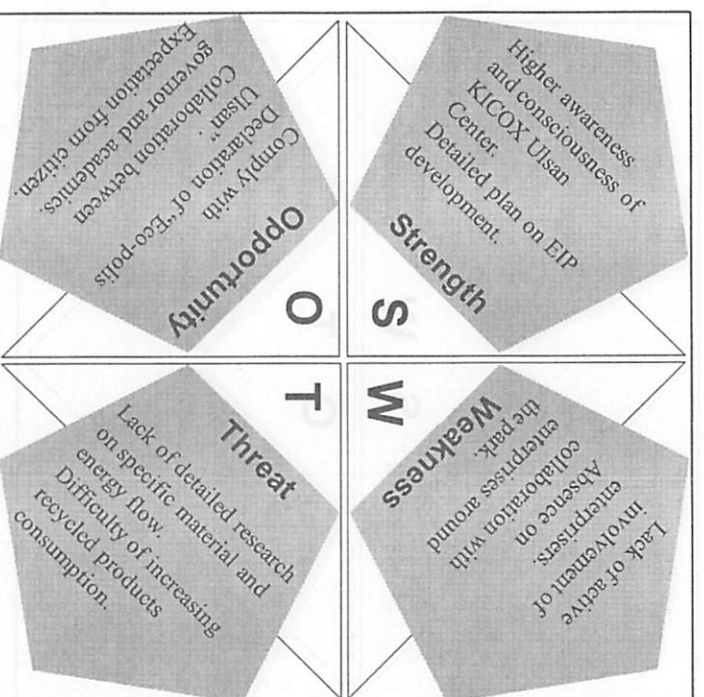 S
Strength
Higher awareness
and consciousness of
KICOX Ulsan
Center.
Detailed plan on EIP
development.
W
Weakness
Lack of active
involvement of
enterprisers.
Absence on
collaboration with
enterprises around
the park.
O
Opportunity
Comply with
Declaration of "Eco-polis
Ulsan".
Collaboration between
governor and academics.
Expectation from citizen.
T
Threat
Lack of detailed research
on specific material and
energy flow.
Difficulty of increasing
recycled products
consumption.